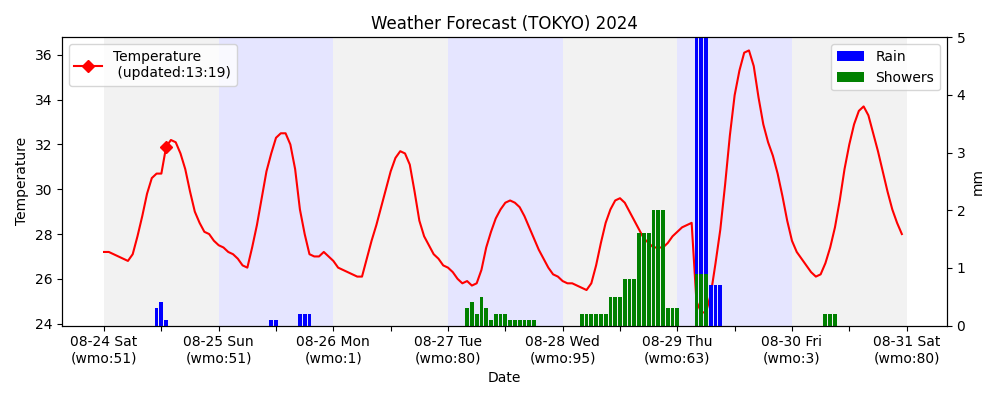 Weather Forecast (TOKYO) 2024
Temperature
(updated:13:19)
Rain
Showers
36
34
32
30
28
26
24
Temperature
5
4
3
2
1
0
mm
08-24 Sat 08-25 Sun 08-26 Mon 08-27 Tue 08-28 Wed 08-29 Thu 08-30 Fri 08-31 Sat
(wmo:51) (wmo:51) (wmo:1) (wmo:80) (wmo:95) (wmo:63) (wmo:3) (wmo:80)
Date